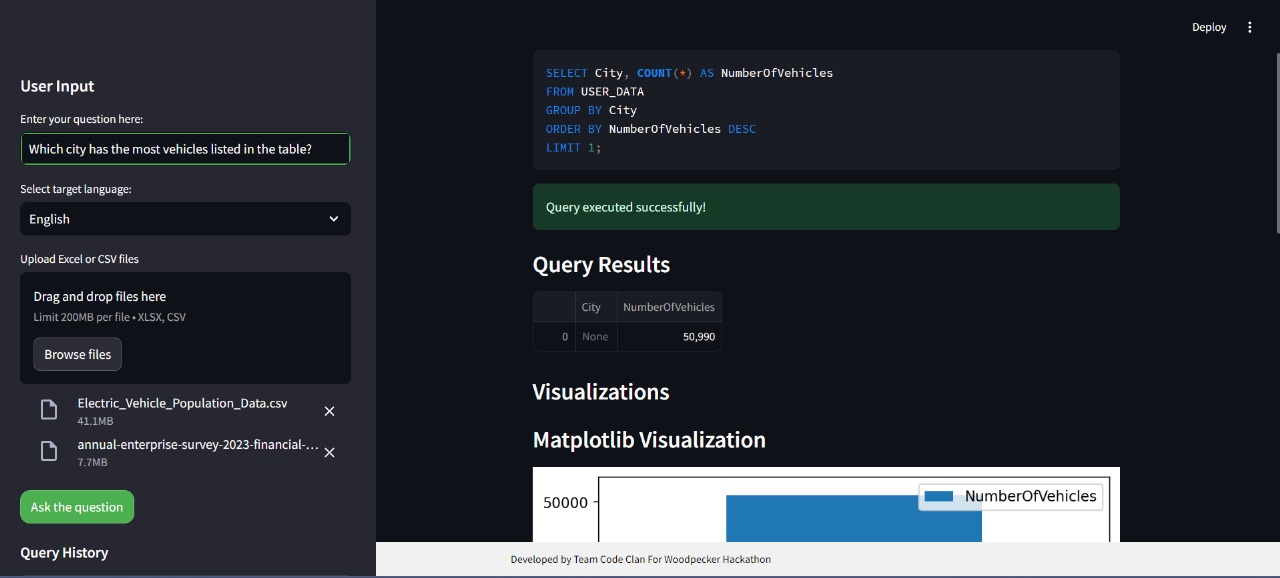 Deploy
User Input
Enter your question here:
Which city has the most vehicles listed in the table?
Select target language:
English
Upload Excel or CSV files
Drag and drop files here
Limit 200MB per file • XLSX, CSV
Browse files
Electric_Vehicle_Population_Data.csv
41.1MB
annual-enterprise-survey-2023-financial-...
7.7MB
Ask the question
Query History
SELECT City, COUNT(*) AS NumberOfVehicles
FROM USER_DATA
GROUP BY City
ORDER BY NumberOfVehicles DESC
LIMIT 1;
Query executed successfully!
Query Results
City NumberOfVehicles
0 None 50,990
Visualizations
Matplotlib Visualization
50000
NumberOfVehicles
Developed by Team Code Clan For Woodpecker Hackathon